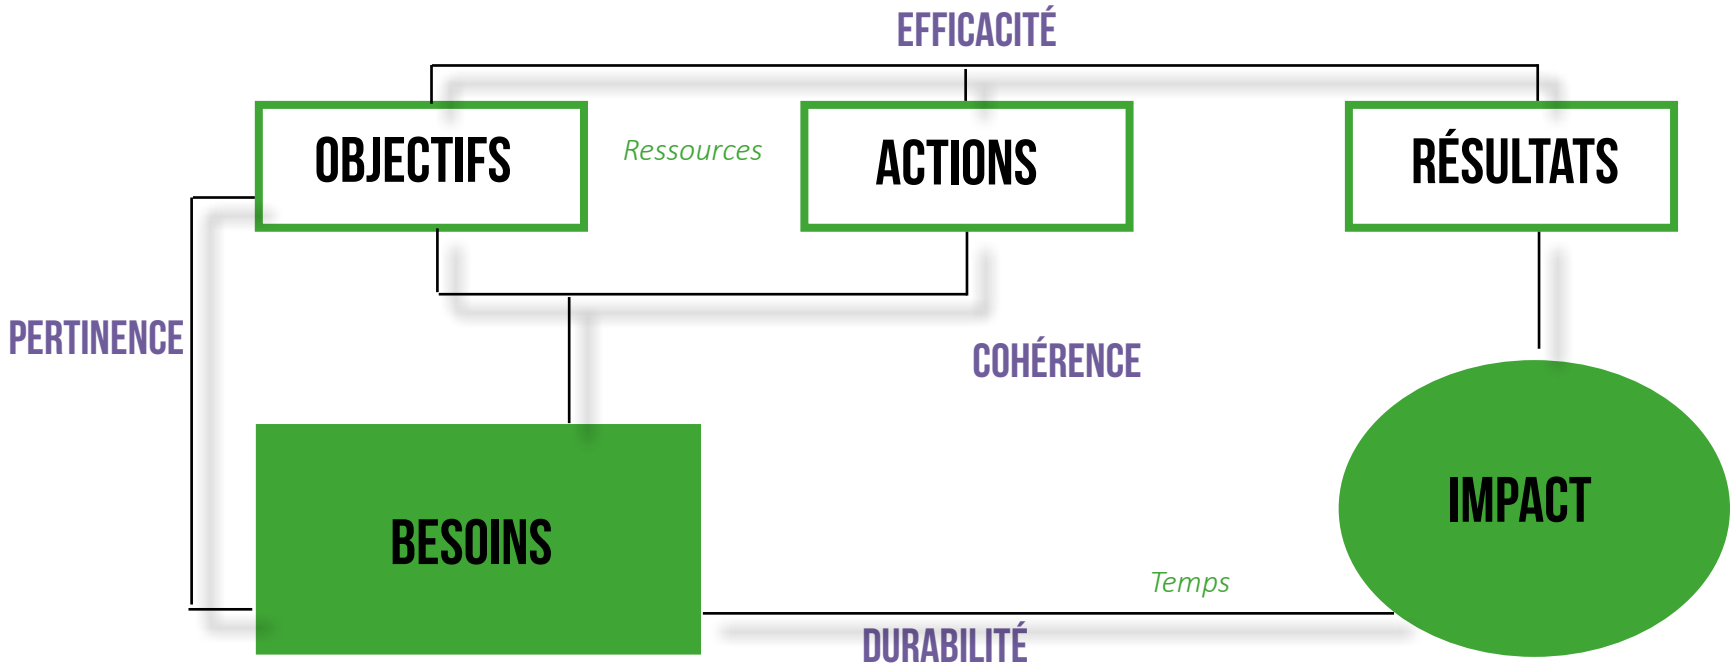 EFFICACITÉ
OBJECTIFS
Ressources
ACTIONS
RÉSULTATS
PERTINENCE
COHÉRENCE
BESOINS
IMPACT
Temps
DURABILITÉ